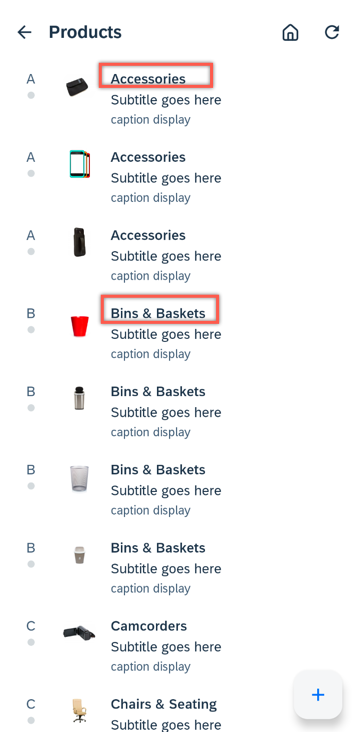 Products
A
Accessories
Subtitle goes here
caption display
A
Accessories
Subtitle goes here
caption display
A
Accessories
Subtitle goes here
caption display
B
Bins & Baskets
Subtitle goes here
caption display
B
Bins & Baskets
Subtitle goes here
caption display
B
Bins & Baskets
Subtitle goes here
caption display
B
Bins & Baskets
Subtitle goes here
caption display
C
Camcorders
Subtitle goes here
caption display
C
Chairs & Seating
Subtitle goes here